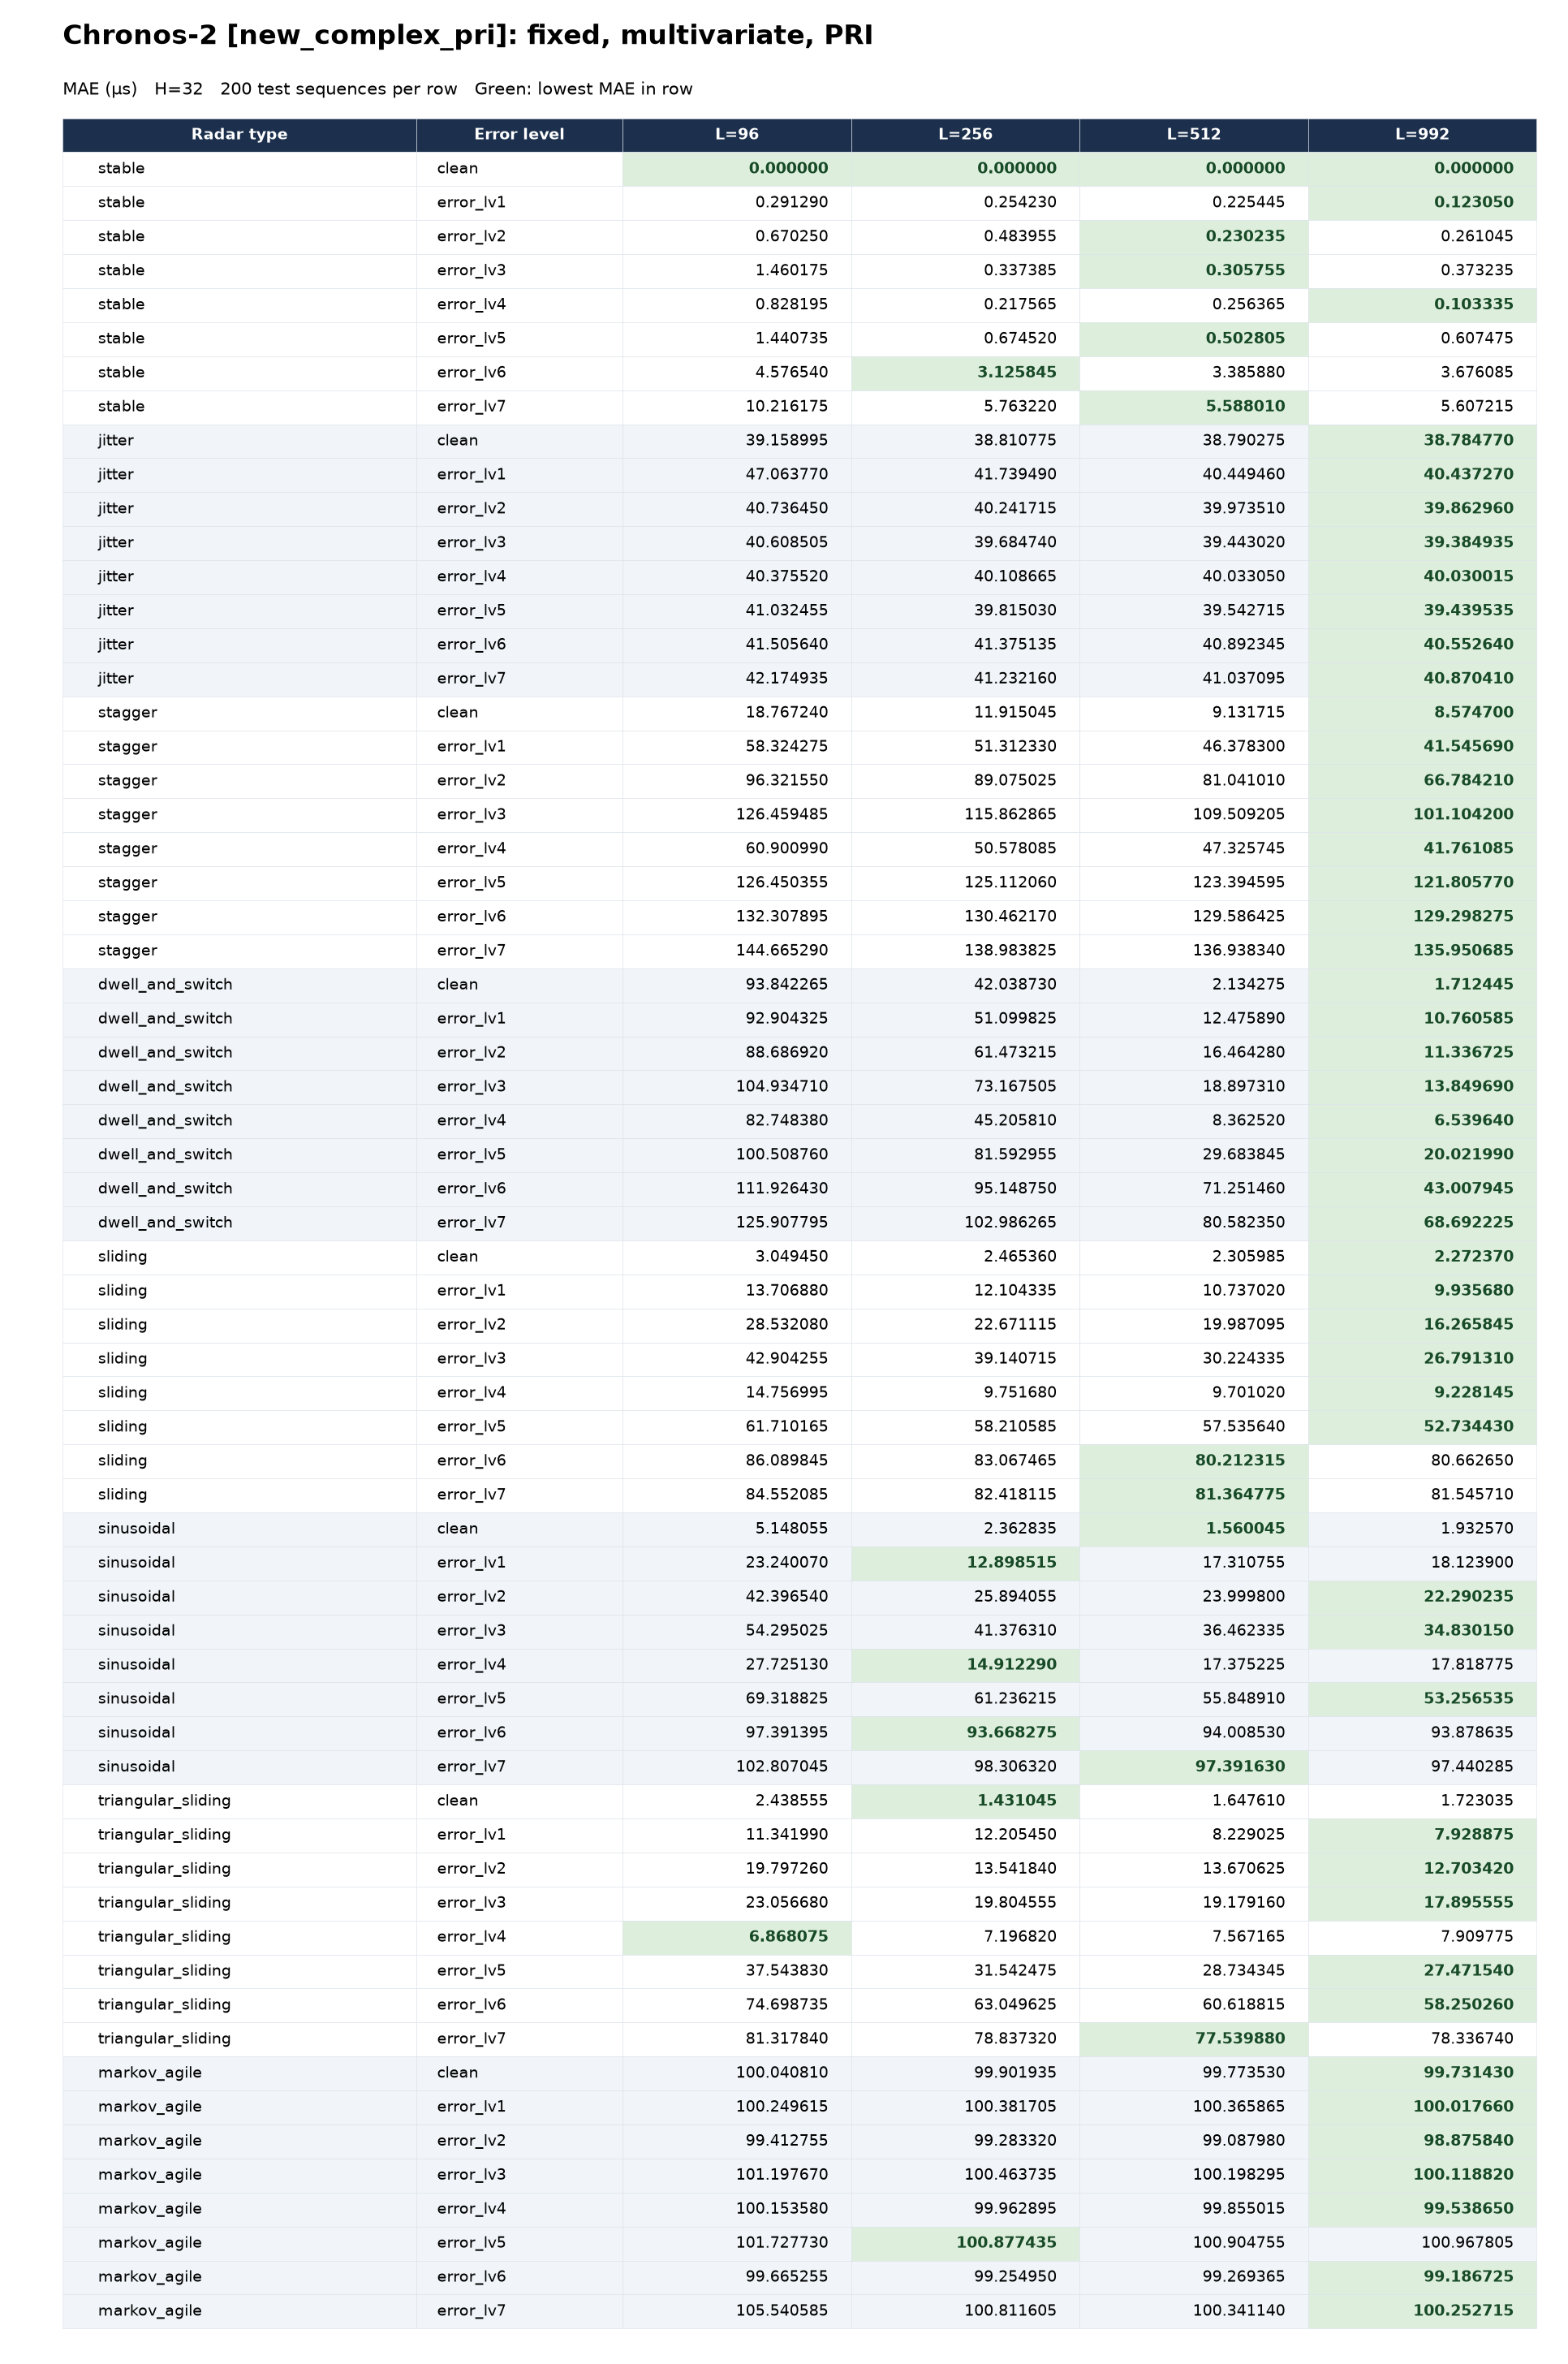 Chronos-2 [new_complex_pri]: fixed, multivariate, PRI
MAE (µs) H=32 200 test sequences per row Green: lowest MAE in row
Radar type Error level L=96 L=256 L=512 L=992
stable clean 0.000000 0.000000 0.000000 0.000000
stable error_lv1 0.291290 0.254230 0.225445 0.123050
stable error_lv2 0.670250 0.483955 0.230235 0.261045
stable error_lv3 1.460175 0.337385 0.305755 0.373235
stable error_lv4 0.828195 0.217565 0.256365 0.103335
stable error_lv5 1.440735 0.674520 0.502805 0.607475
stable error_lv6 4.576540 3.125845 3.385880 3.676085
stable error_lv7 10.216175 5.763220 5.588010 5.607215
jitter clean 39.158995 38.810775 38.790275 38.784770
jitter error_lv1 47.063770 41.739490 40.449460 40.437270
jitter error_lv2 40.736450 40.241715 39.973510 39.862960
jitter error_lv3 40.608505 39.684740 39.443020 39.384935
jitter error_lv4 40.375520 40.108665 40.033050 40.030015
jitter error_lv5 41.032455 39.815030 39.542715 39.439535
jitter error_lv6 41.505640 41.375135 40.892345 40.552640
jitter error_lv7 42.174935 41.232160 41.037095 40.870410
stagger clean 18.767240 11.915045 9.131715 8.574700
stagger error_lv1 58.324275 51.312330 46.378300 41.545690
stagger error_lv2 96.321550 89.075025 81.041010 66.784210
stagger error_lv3 126.459485 115.862865 109.509205 101.104200
stagger error_lv4 60.900990 50.578085 47.325745 41.761085
stagger error_lv5 126.450355 125.112060 123.394595 121.805770
stagger error_lv6 132.307895 130.462170 129.586425 129.298275
stagger error_lv7 144.665290 138.983825 136.938340 135.950685
dwell_and_switch clean 93.842265 42.038730 2.134275 1.712445
dwell_and_switch error_lv1 92.904325 51.099825 12.475890 10.760585
dwell_and_switch error_lv2 88.686920 61.473215 16.464280 11.336725
dwell_and_switch error_lv3 104.934710 73.167505 18.897310 13.849690
dwell_and_switch error_lv4 82.748380 45.205810 8.362520 6.539640
dwell_and_switch error_lv5 100.508760 81.592955 29.683845 20.021990
dwell_and_switch error_lv6 111.926430 95.148750 71.251460 43.007945
dwell_and_switch error_lv7 125.907795 102.986265 80.582350 68.692225
sliding clean 3.049450 2.465360 2.305985 2.272370
sliding error_lv1 13.706880 12.104335 10.737020 9.935680
sliding error_lv2 28.532080 22.671115 19.987095 16.265845
sliding error_lv3 42.904255 39.140715 30.224335 26.791310
sliding error_lv4 14.756995 9.751680 9.701020 9.228145
sliding error_lv5 61.710165 58.210585 57.535640 52.734430
sliding error_lv6 86.089845 83.067465 80.212315 80.662650
sliding error_lv7 84.552085 82.418115 81.364775 81.545710
sinusoidal clean 5.148055 2.362835 1.560045 1.932570
sinusoidal error_lv1 23.240070 12.898515 17.310755 18.123900
sinusoidal error_lv2 42.396540 25.894055 23.999800 22.290235
sinusoidal error_lv3 54.295025 41.376310 36.462335 34.830150
sinusoidal error_lv4 27.725130 14.912290 17.375225 17.818775
sinusoidal error_lv5 69.318825 61.236215 55.848910 53.256535
sinusoidal error_lv6 97.391395 93.668275 94.008530 93.878635
sinusoidal error_lv7 102.807045 98.306320 97.391630 97.440285
triangular_sliding clean 2.438555 1.431045 1.647610 1.723035
triangular_sliding error_lv1 11.341990 12.205450 8.229025 7.928875
triangular_sliding error_lv2 19.797260 13.541840 13.670625 12.703420
triangular_sliding error_lv3 23.056680 19.804555 19.179160 17.895555
triangular_sliding error_lv4 6.868075 7.196820 7.567165 7.909775
triangular_sliding error_lv5 37.543830 31.542475 28.734345 27.471540
triangular_sliding error_lv6 74.698735 63.049625 60.618815 58.250260
triangular_sliding error_lv7 81.317840 78.837320 77.539880 78.336740
markov_agile clean 100.040810 99.901935 99.773530 99.731430
markov_agile error_lv1 100.249615 100.381705 100.365865 100.017660
markov_agile error_lv2 99.412755 99.283320 99.087980 98.875840
markov_agile error_lv3 101.197670 100.463735 100.198295 100.118820
markov_agile error_lv4 100.153580 99.962895 99.855015 99.538650
markov_agile error_lv5 101.727730 100.877435 100.904755 100.967805
markov_agile error_lv6 99.665255 99.254950 99.269365 99.186725
markov_agile error_lv7 105.540585 100.811605 100.341140 100.252715